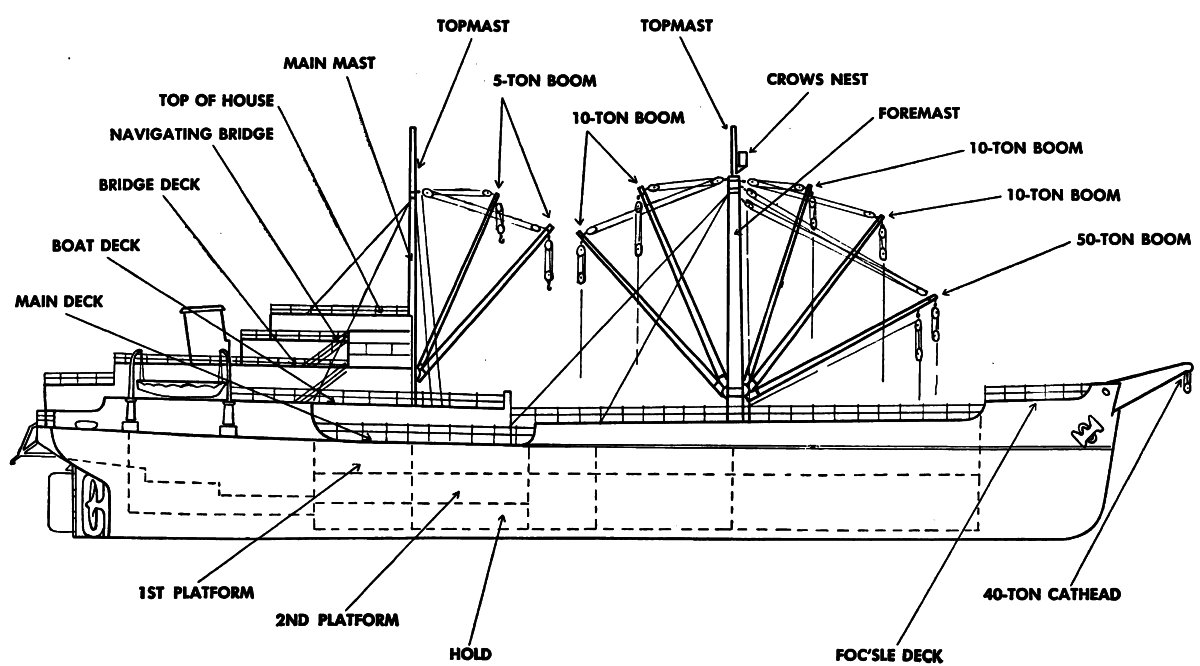 TOPMAST
TOPMAST
MAIN MAST
5-TON BOOM
CROWS NEST
TOP OF HOUSE
10-TON BOOM
FOREMAST
NAVIGATING BRIDGE
10-TON BOOM
BRIDGE DECK
10-TON BOOM
BOAT DECK
50-TON BOOM
MAIN DECK
1ST PLATFORM
40-TON CATHEAD
2ND PLATFORM
HOLD
FOC'SLE DECK